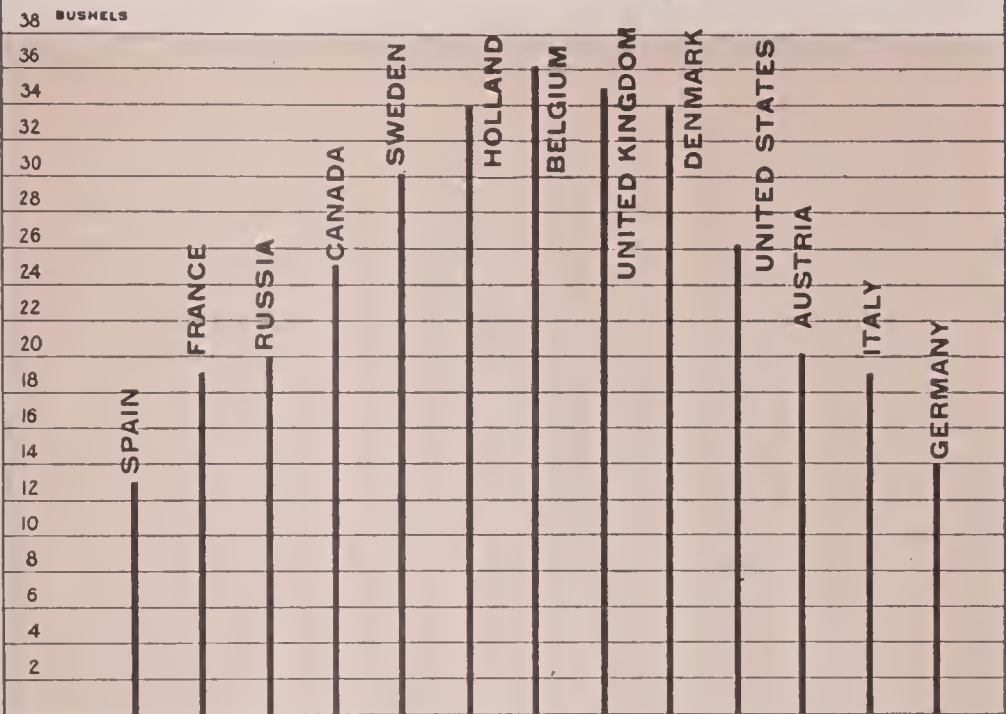 38 BUSHELS
36
34
32
30
28
26
24
22
20
18
16
14
12
10
8
6
4
2
SPAIN
FRANCE
RUSSIA
CANADA
SWEDEN
HOLLAND
BELGIUM
UNITED KINGDOM
DENMARK
UNITED STATES
AUSTRIA
ITALY
GERMANY